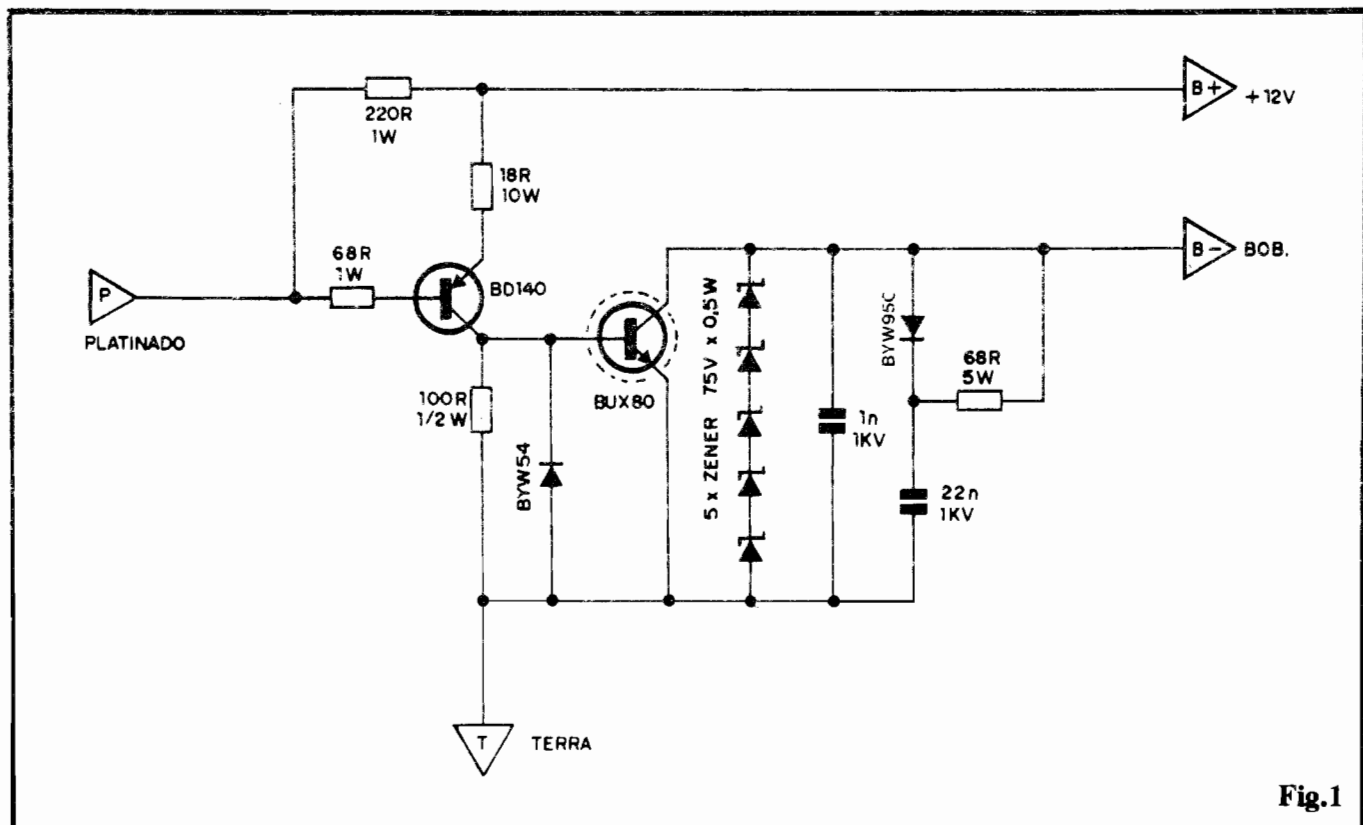 B+
+12V
220R
1W
18R
10W
B-
BOB.
68R
1W
P
BD140
PLATINADO
BUX80
100R
1/2W
BYW54
5 x ZENER 75V x 0,5W
1n
1KV
BYW95C
68R
5W
22n
1KV
T
TERRA
Fig.1